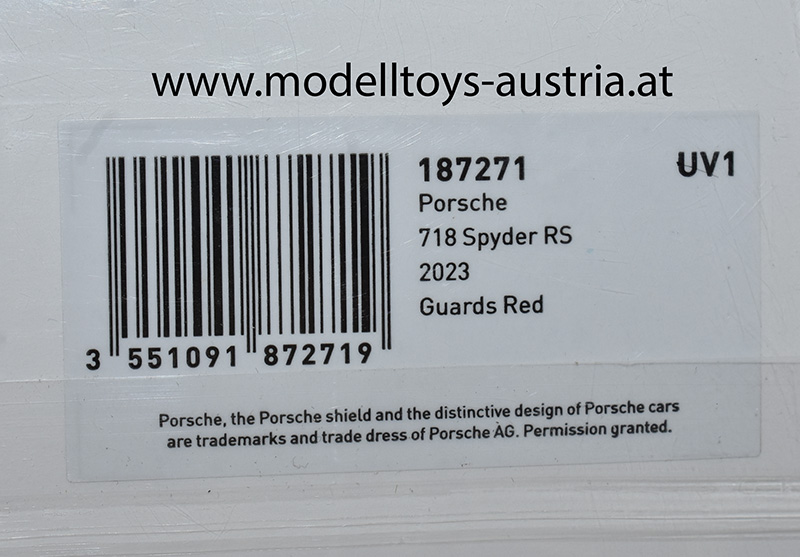 www.modelltoys-austria.at
187271 UV1
Porsche
718 Spyder RS
2023
Guards Red
3 551091 872719
Porsche, the Porsche shield and the distinctive design of Porsche cars
are trademarks and trade dress of Porsche AG. Permission granted.